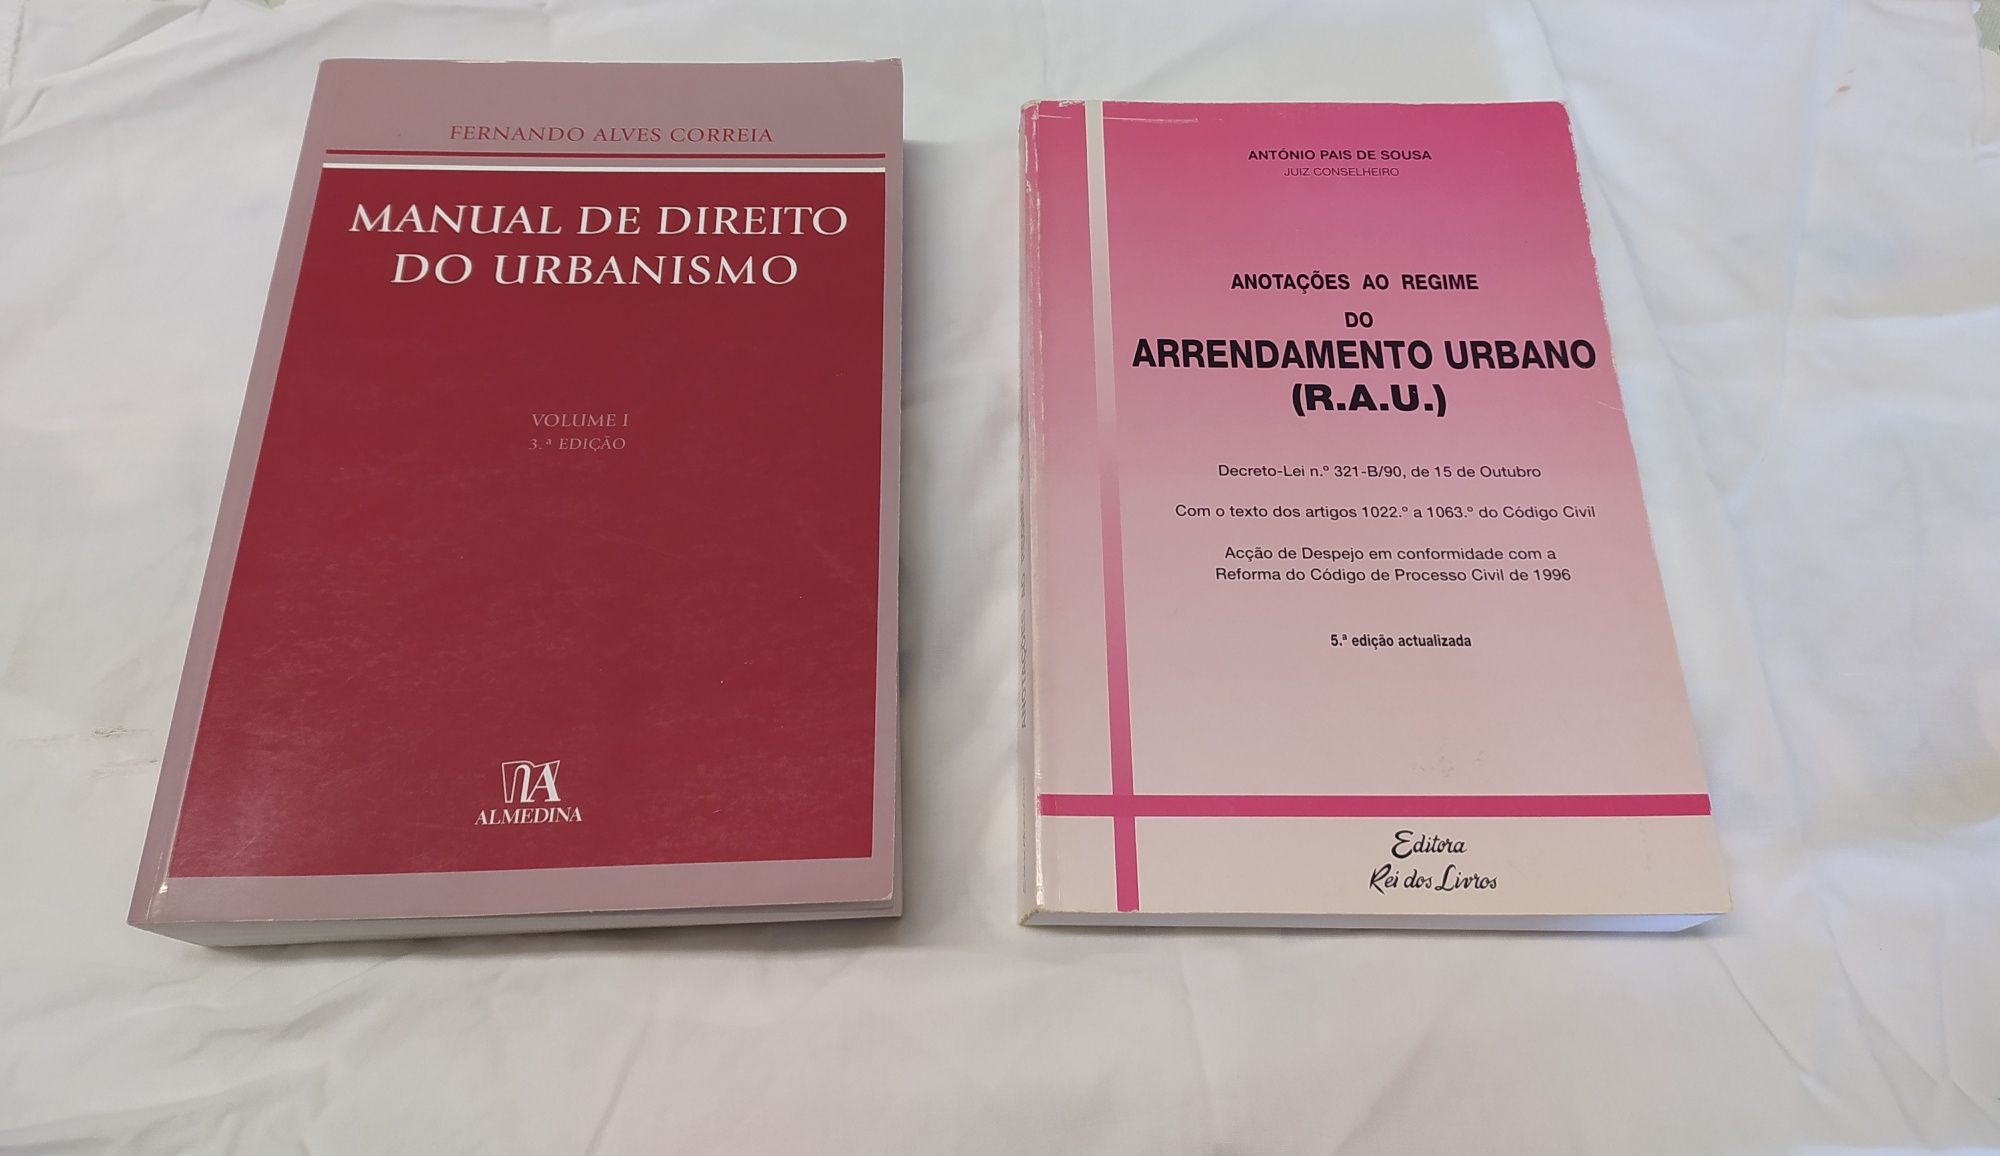 FERNANDO ALVES CORREIA
MANUAL DE DIREITO
DO URBANISMO
VOLUME I
3.ª EDIÇÃO
ALMEDINA
ANTÓNIO PAIS DE SOUSA
JUIZ CONSELHEIRO
ANOTAÇÕES AO REGIME
DO
ARRENDAMENTO URBANO
(R.A.U.)
Decreto-Lei n.º 321-B/90, de 15 de Outubro
Com o texto dos artigos 1022.º a 1063.º do Código Civil
Acção de Despejo em conformidade com a
Reforma do Código de Processo Civil de 1996
5.ª edição actualizada
Editora
Rei dos Livros